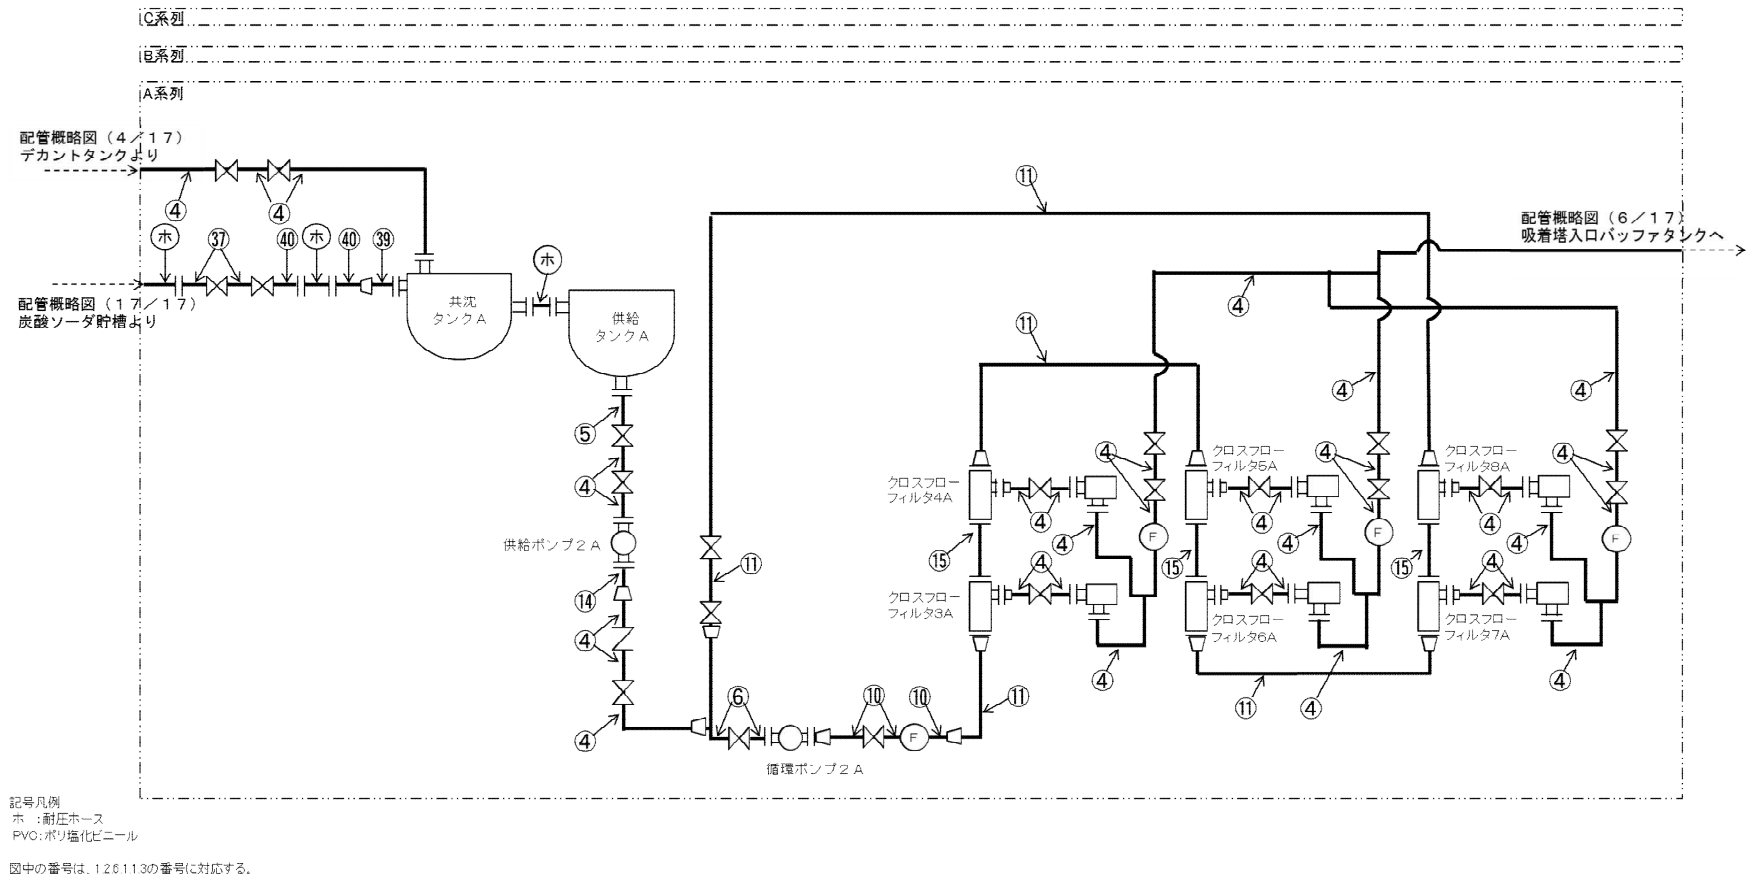 C系列
B系列
A系列
配管概略図（４／１７）
デカントタンクより
④
④
ホ
㊲
㊵
ホ
㊵
㊴
配管概略図（１７／１７）
炭酸ソーダ貯槽より
共沈
タンクA
ホ
供給
タンクA
⑪
配管概略図（６／１７）
吸着塔入口バッファタンクへ
④
⑪
④
④
⑤
④
供給ポンプ２A
⑭
④
④
⑪
⑥
循環ポンプ２A
⑩
F
⑩
⑪
クロスフロー
フィルタ4A
④
④
④
F
⑮
④
クロスフロー
フィルタ3A
④
クロスフロー
フィルタ5A
④
④
④
F
⑮
④
クロスフロー
フィルタ6A
④
⑪
クロスフロー
フィルタ8A
④
④
④
F
⑮
④
クロスフロー
フィルタ7A
④
記号凡例
ホ　：耐圧ホース
PVC：ポリ塩化ビニール
図中の番号は、1.2.6.1.1.3の番号に対応する。